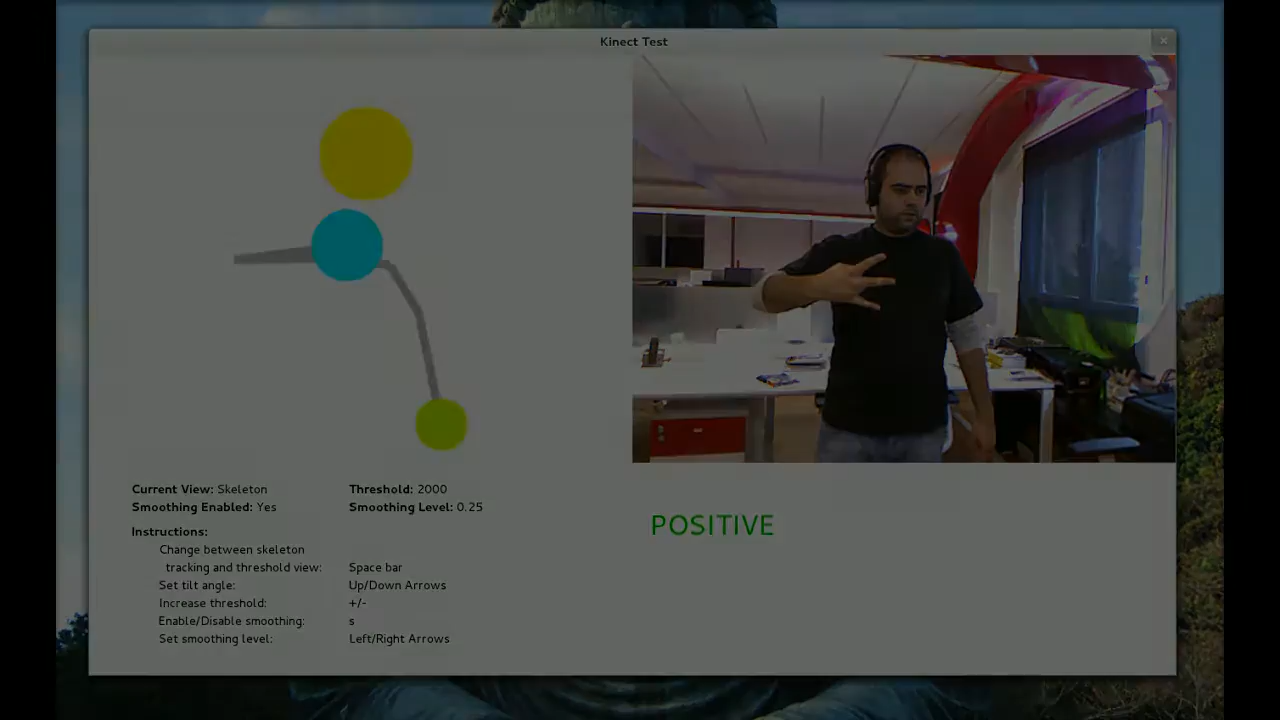 Kinect Test
Current View: Skeleton Threshold: 2000
Smoothing Enabled: Yes Smoothing Level: 0.25
Instructions:
Change between skeleton
tracking and threshold view: Space bar
Set tilt angle: Up/Down Arrows
Increase threshold: +/-
Enable/Disable smoothing: s
Set smoothing level: Left/Right Arrows
POSITIVE